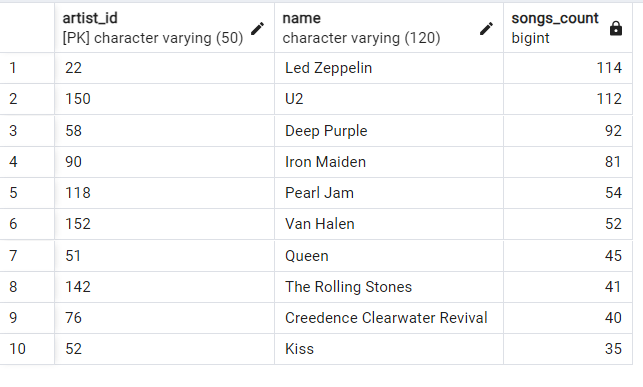 artist_id name songs_count
[PK] character varying (50) character varying (120) bigint
1 22 Led Zeppelin 114
2 150 U2 112
3 58 Deep Purple 92
4 90 Iron Maiden 81
5 118 Pearl Jam 54
6 152 Van Halen 52
7 51 Queen 45
8 142 The Rolling Stones 41
9 76 Creedence Clearwater Revival 40
10 52 Kiss 35